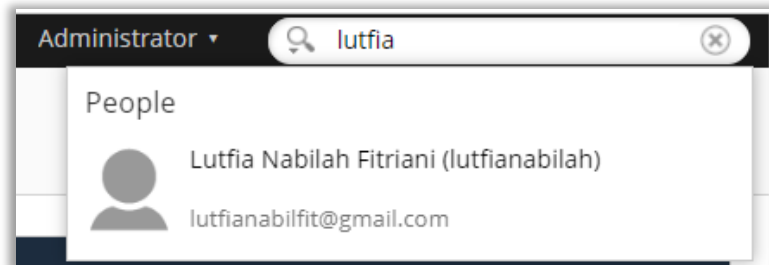 Administrator ▾ lutfia
People
Lutfia Nabilah Fitriani (lutfianabilah)
lutfianabilfit@gmail.com